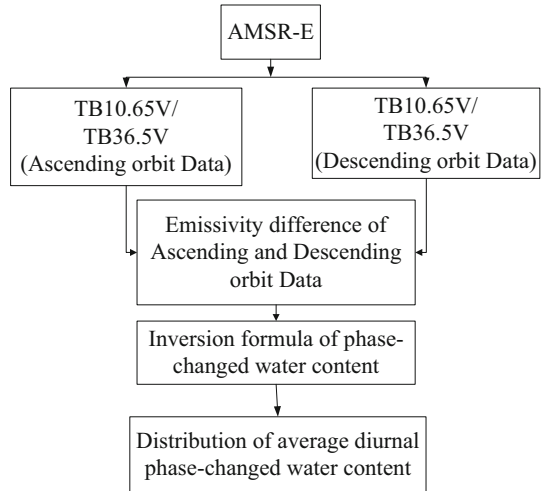 AMSR-E
TB10.65V/
TB36.5V
(Ascending orbit Data)
TB10.65V/
TB36.5V
(Descending orbit Data)
Emissivity difference of
Ascending and Descending
orbit Data
Inversion formula of phase-
changed water content
Distribution of average diurnal
phase-changed water content